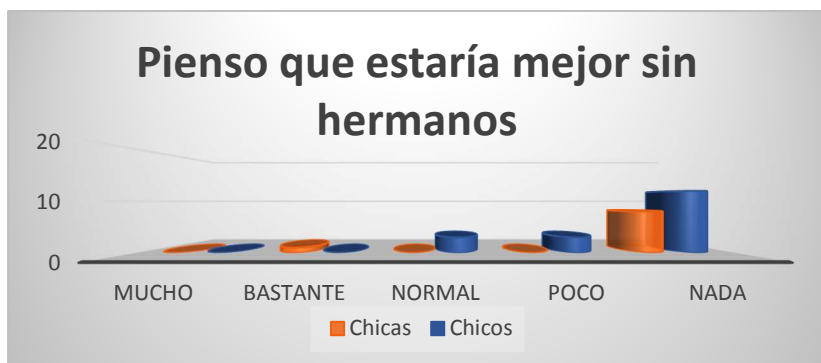 Pienso que estaría mejor sin
hermanos
20
10
0
MUCHO BASTANTE NORMAL POCO NADA
Chicas Chicos